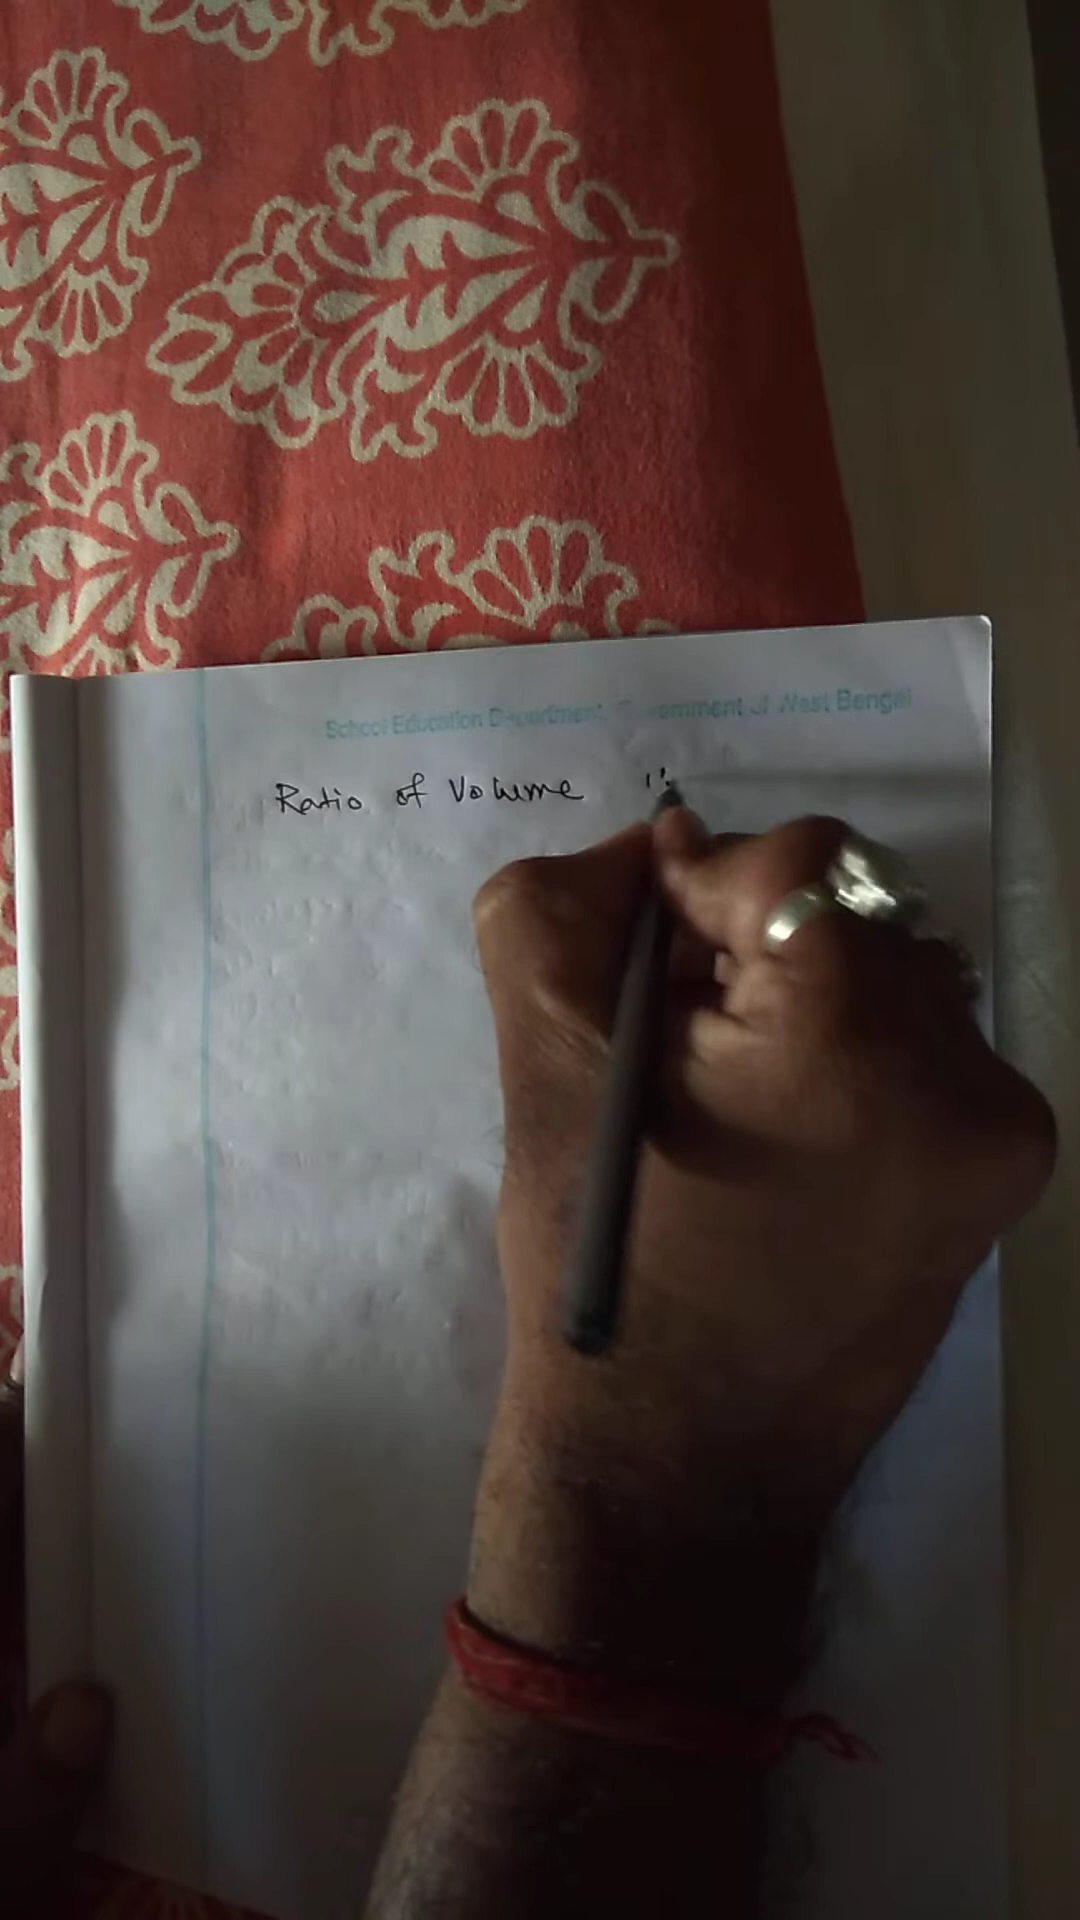 School Education Department, Government of West Bengal
Ratio of Volume